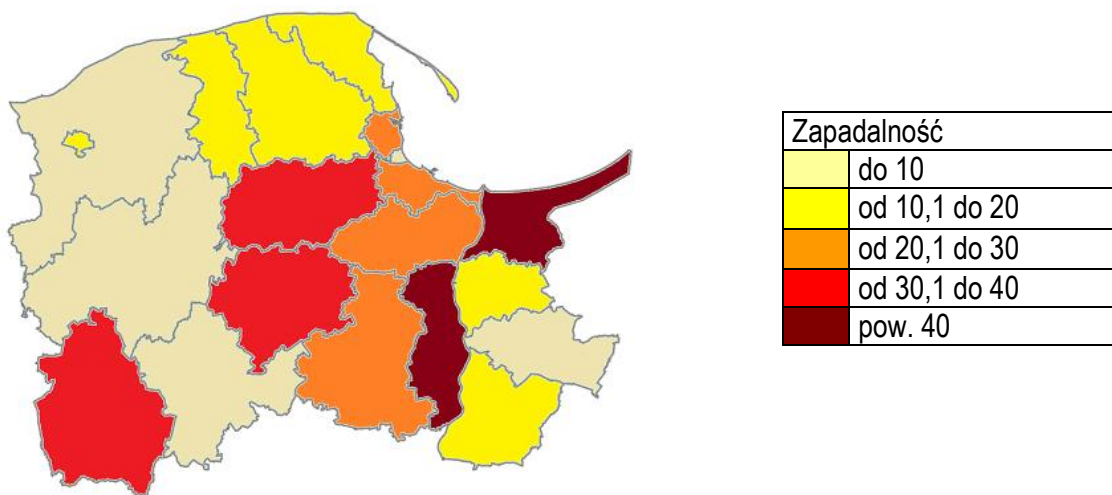 Zapadalność
do 10
od 10,1 do 20
od 20,1 do 30
od 30,1 do 40
pow. 40